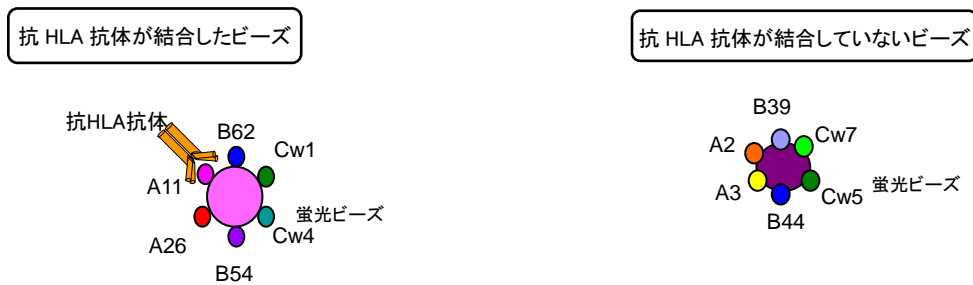 抗 HLA 抗体が結合したビーズ
抗 HLA 抗体が結合していないビーズ
抗HLA抗体
B62
Cw1
A11
蛍光ビーズ
Cw4
A26
B54
B39
Cw7
A2
A3
Cw5
蛍光ビーズ
B44